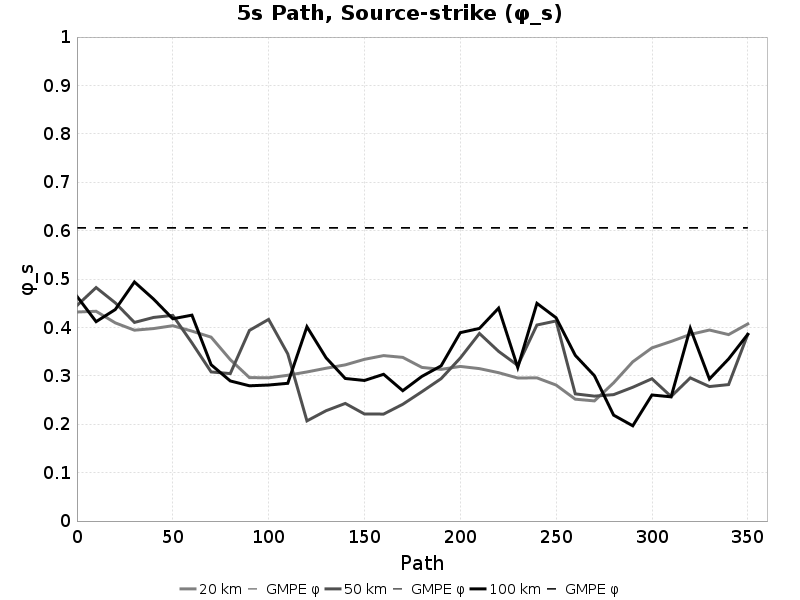 5s Path, Source-strike (φ_s)
1
0.9
0.8
0.7
0.6
0.5
0.4
0.3
0.2
0.1
0
φ_s
0 50 100 150 200 250 300 350
Path
20 km GMPE φ 50 km GMPE φ 100 km GMPE φ